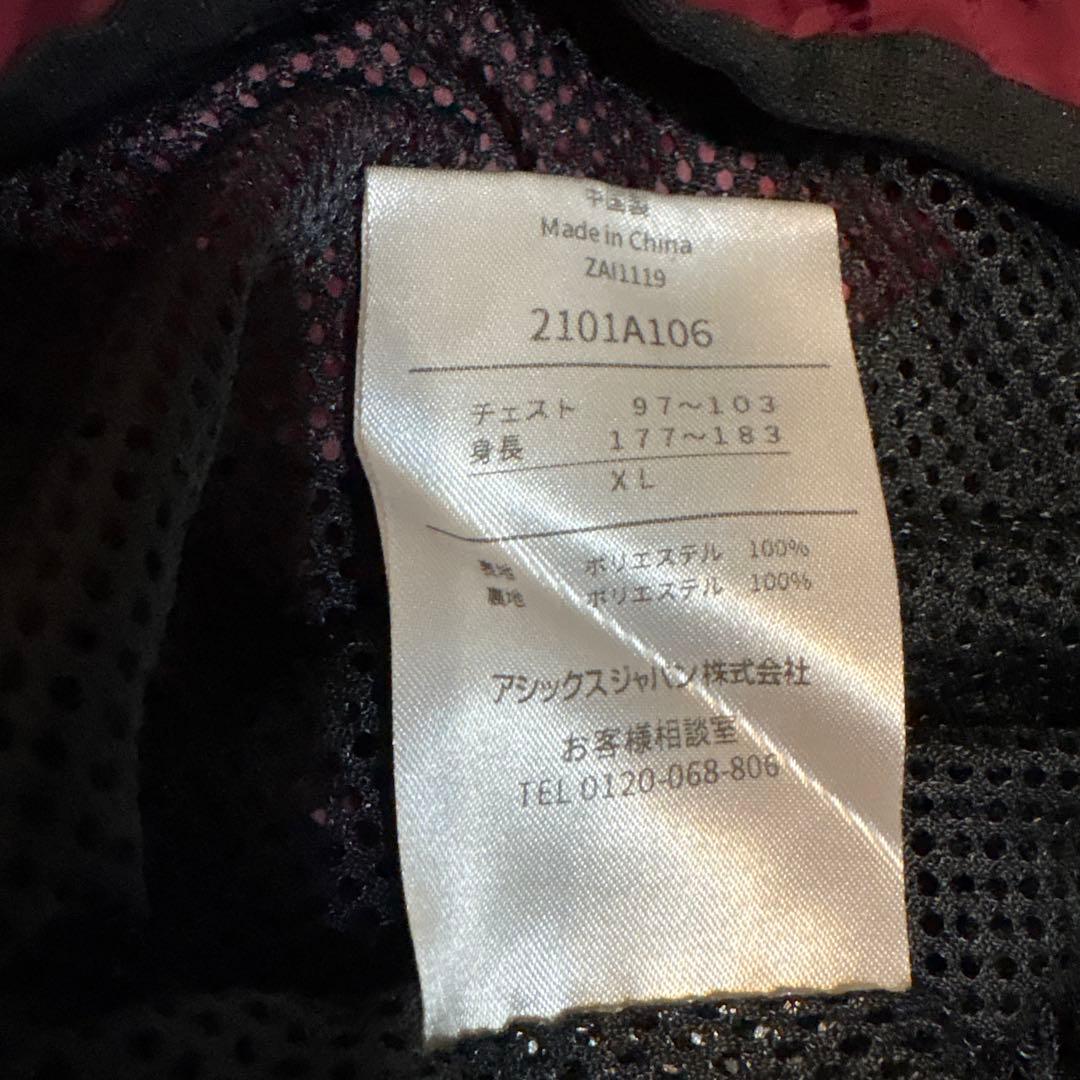 中国製
Made in China
ZAI1119
2101A106
チェスト 97～103
身長 177～183
XL
表地 ポリエステル 100%
裏地 ポリエステル 100%
アシックスジャパン株式会社
お客様相談室
TEL 0120-068-806